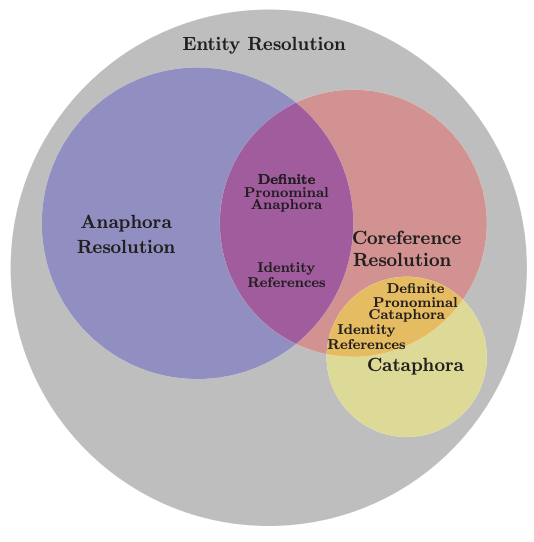 Entity Resolution
Definite
Pronominal
Anaphora
Anaphora
Resolution
Coreference
Resolution
Identity
References
Definite
Pronominal
Cataphora
Identity
References
Cataphora